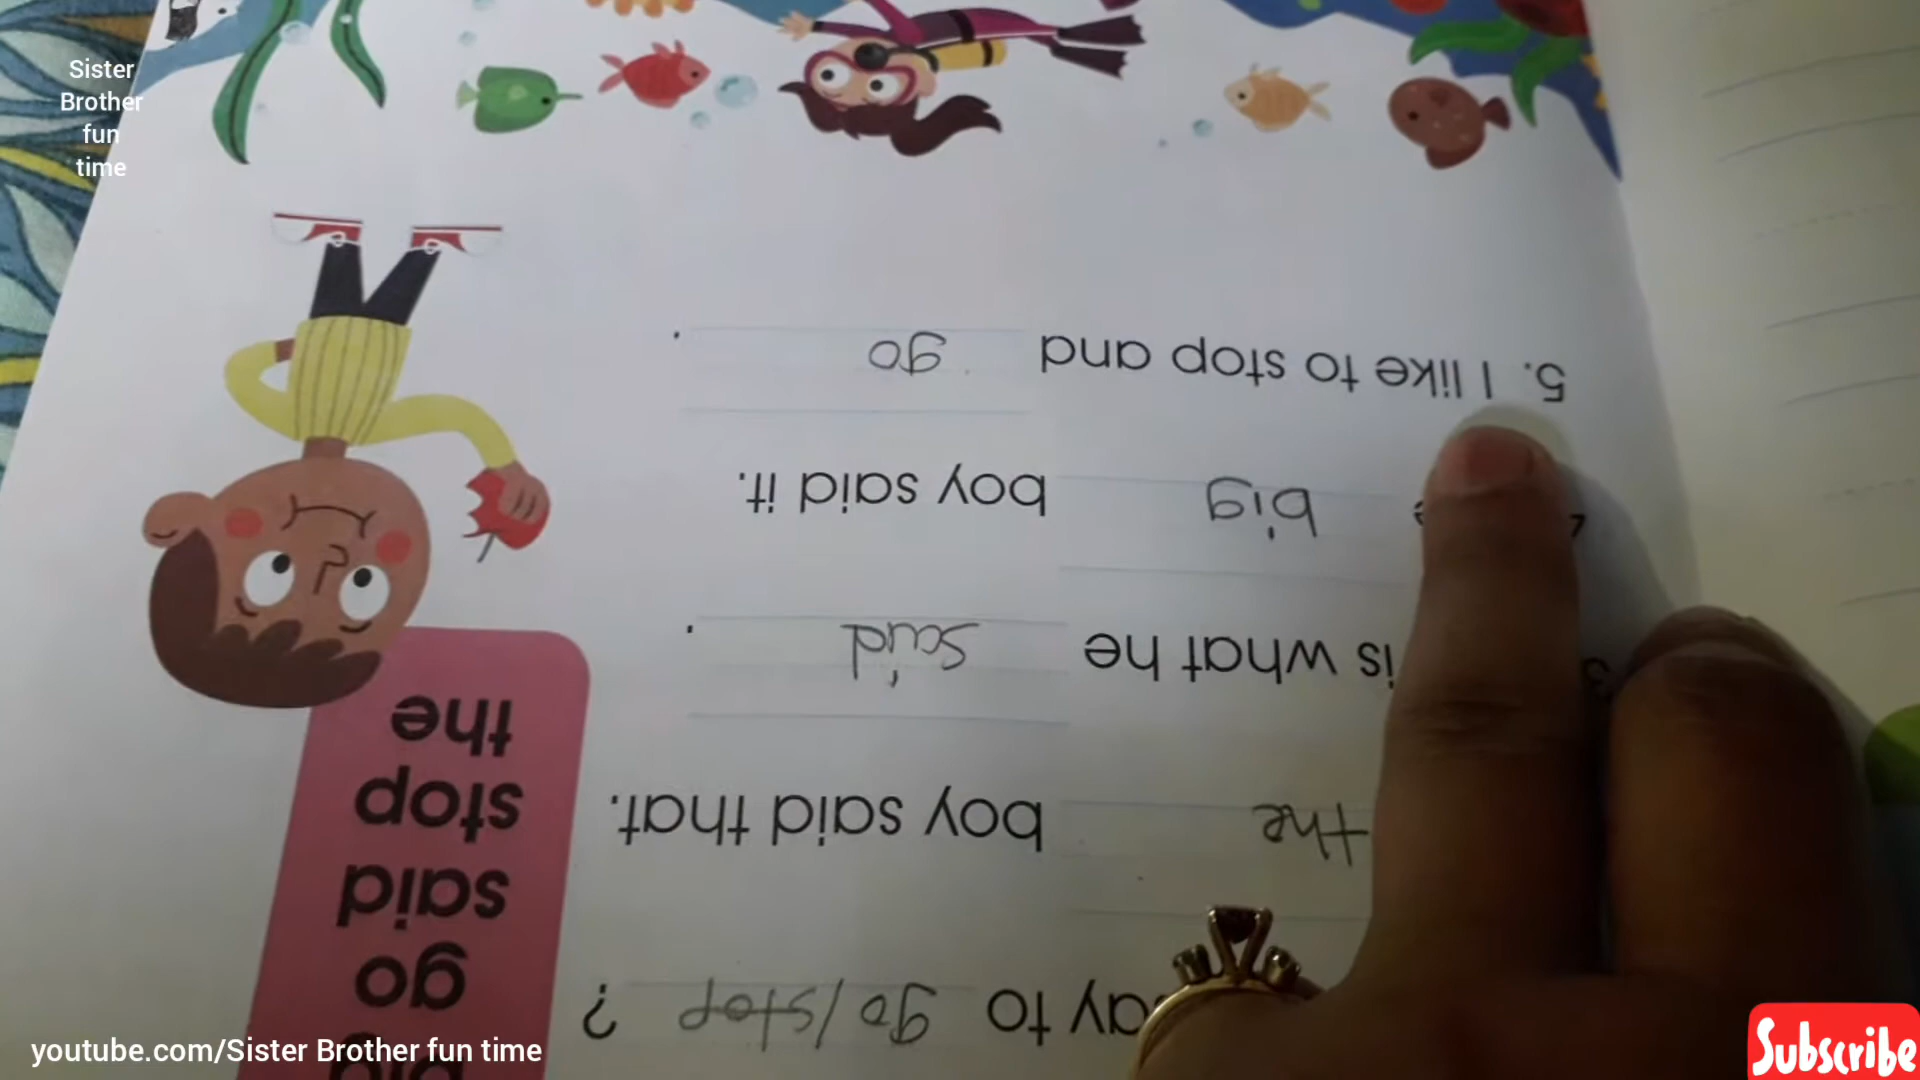 Sister
Brother
fun
time
big
go
said
stop
the
ay to go/stop ?
the boy said that.
is what he said .
big boy said it.
5. I like to stop and go .
youtube.com/Sister Brother fun time
Subscribe